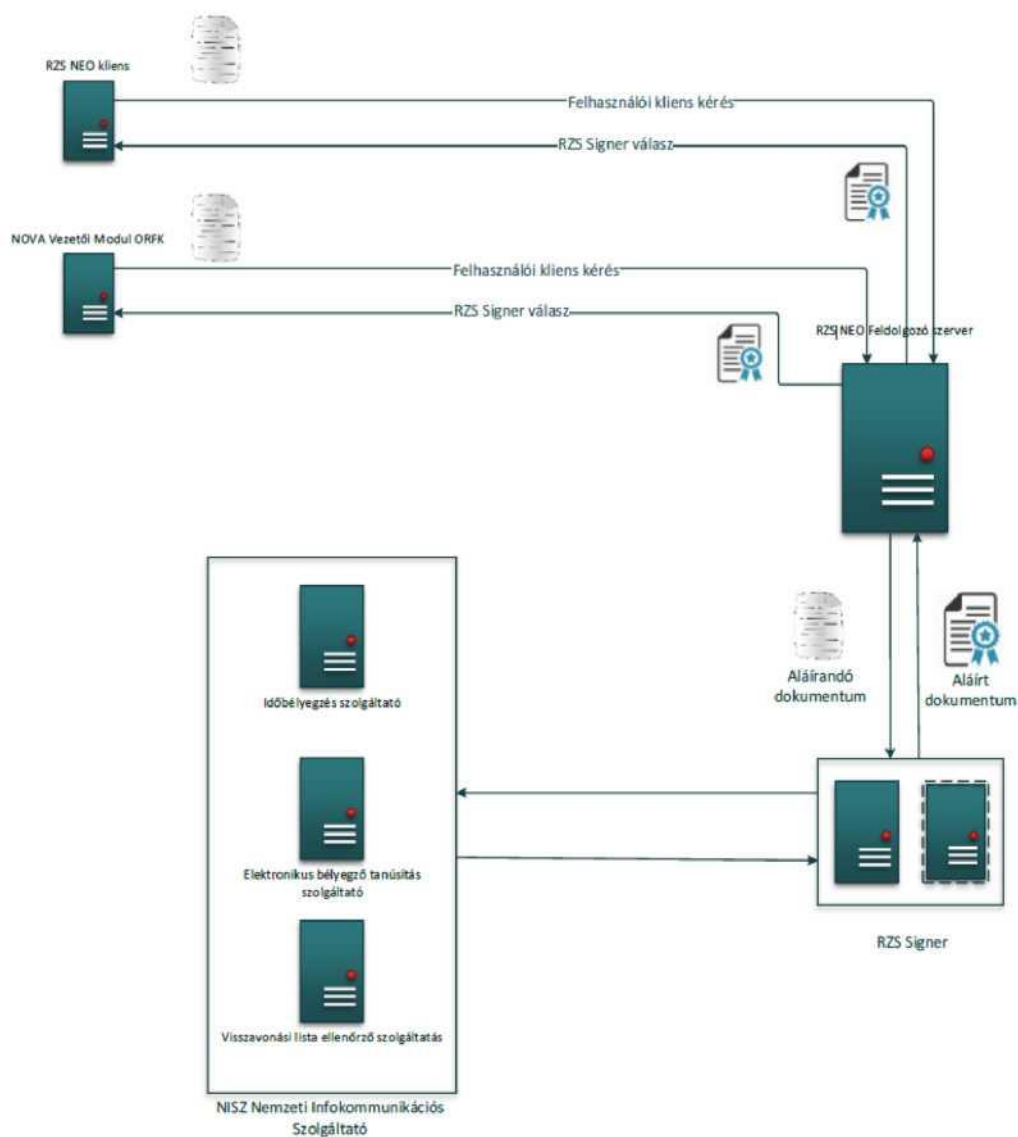 RZS NEO kliens
Felhasználói kliens kérés
RZS Signer válasz
NOVA Vezetői Modul ORFK
Felhasználói kliens kérés
RZS Signer válasz
RZS NEO Feldolgozó szerver
Aláírandó
dokumentum
Aláírt
dokumentum
Időbélyegzés szolgáltató
Elektronikus bélyegző tanúsítás
szolgáltató
Visszavonási lista ellenőrző szolgáltatás
RZS Signer
NISZ Nemzeti Infokommunikációs
Szolgáltató